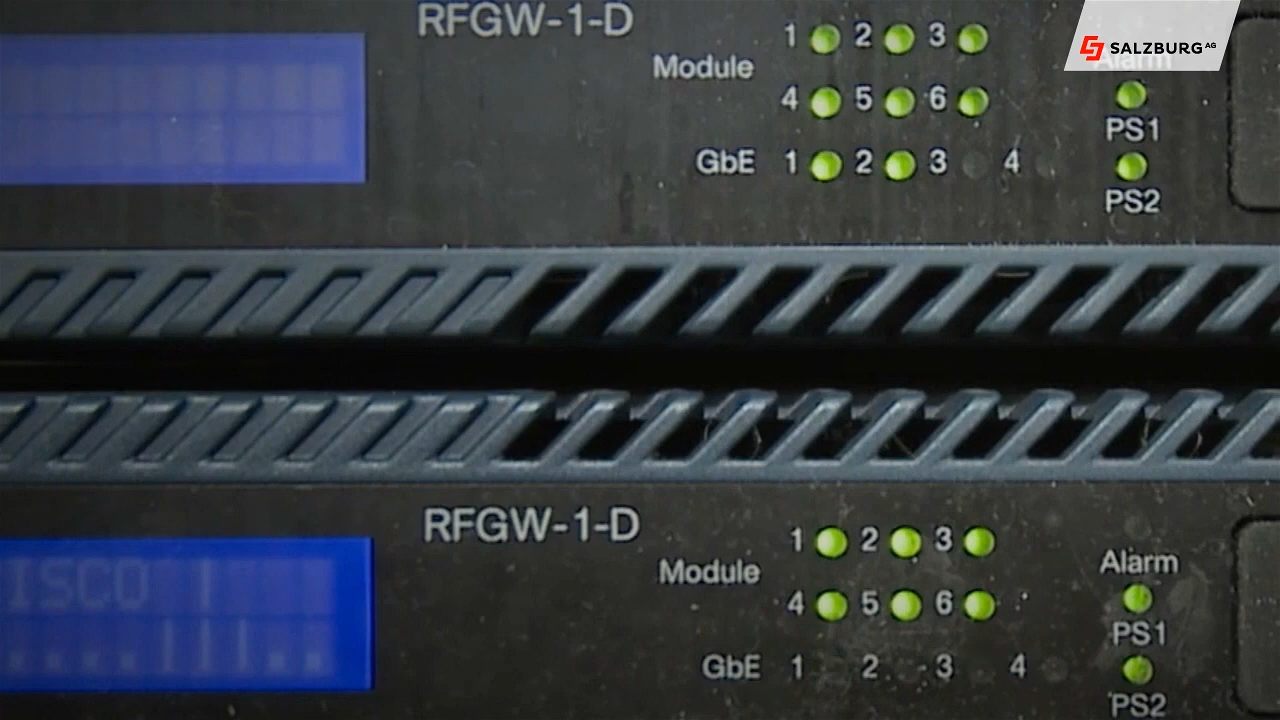 RFGW-1-D
SALZBURG AG
Module 1 2 3
4 5 6
Alarm
PS1
GbE 1 2 3 4
PS2
RFGW-1-D
ISCO
Module 1 2 3
4 5 6
Alarm
PS1
GbE 1 2 3 4
PS2